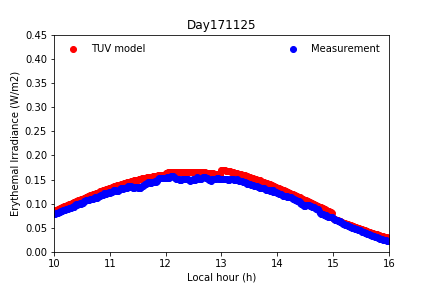 Day171125
0.45
0.40
0.35
0.30
0.25
0.20
0.15
0.10
0.05
0.00
Erythemal Irradiance (W/m2)
TUV model
Measurement
10 11 12 13 14 15 16
Local hour (h)